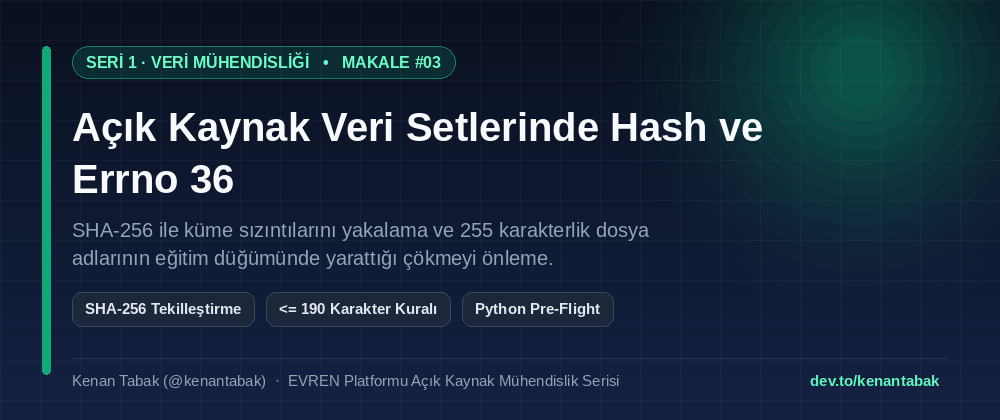 SERİ 1 · VERİ MÜHENDİSLİĞİ • MAKALE #03
Açık Kaynak Veri Setlerinde Hash ve
Errno 36
SHA-256 ile küme sızıntılarını yakalama ve 255 karakterlik dosya
adlarının eğitim düğümünde yarattığı çökmeyi önleme.
SHA-256 Tekilleştirme <= 190 Karakter Kuralı Python Pre-Flight
Kenan Tabak (@kenantabak) · EVREN Platformu Açık Kaynak Mühendislik Serisi dev.to/kenantabak